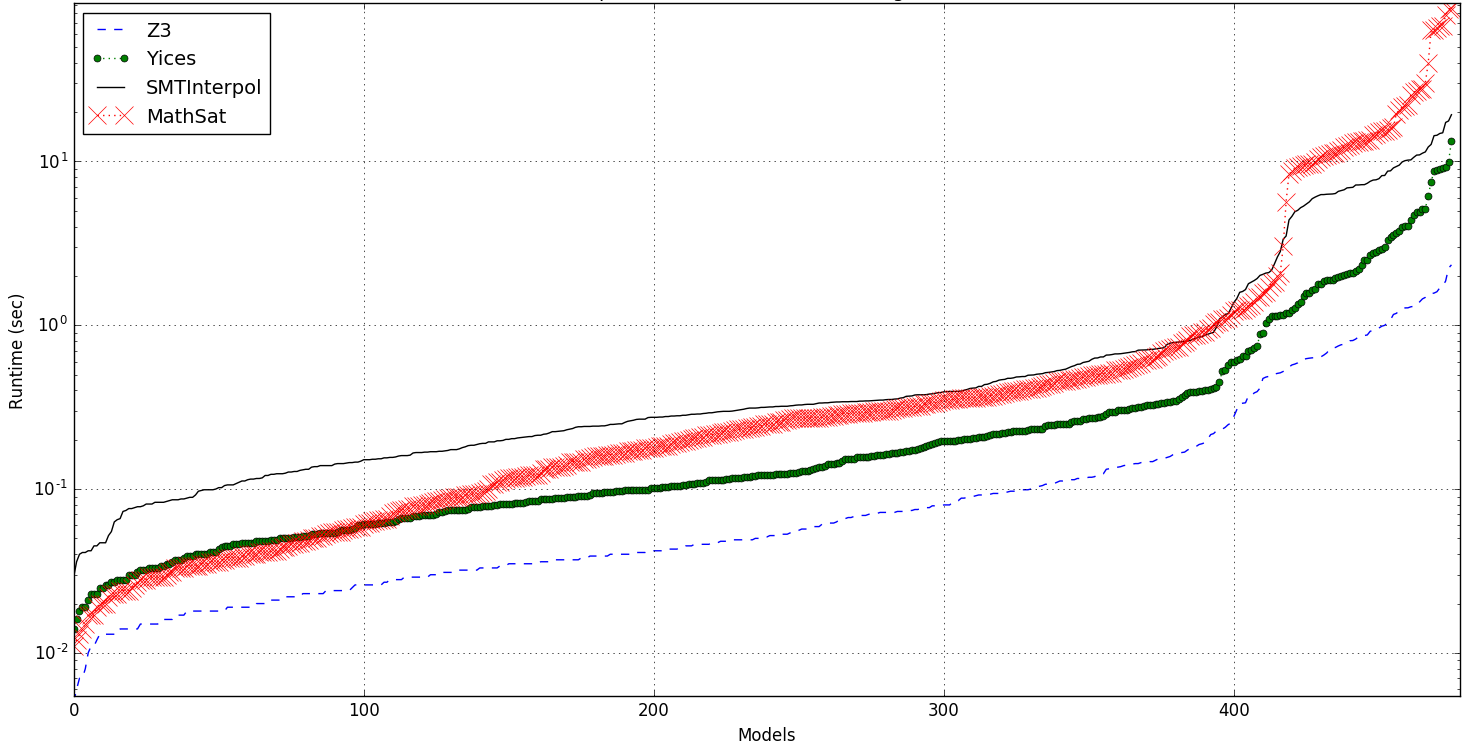 Z3
Yices
SMTInterpol
MathSat
Runtime (sec)
10^1
10^0
10^-1
10^-2
0 100 200 300 400
Models